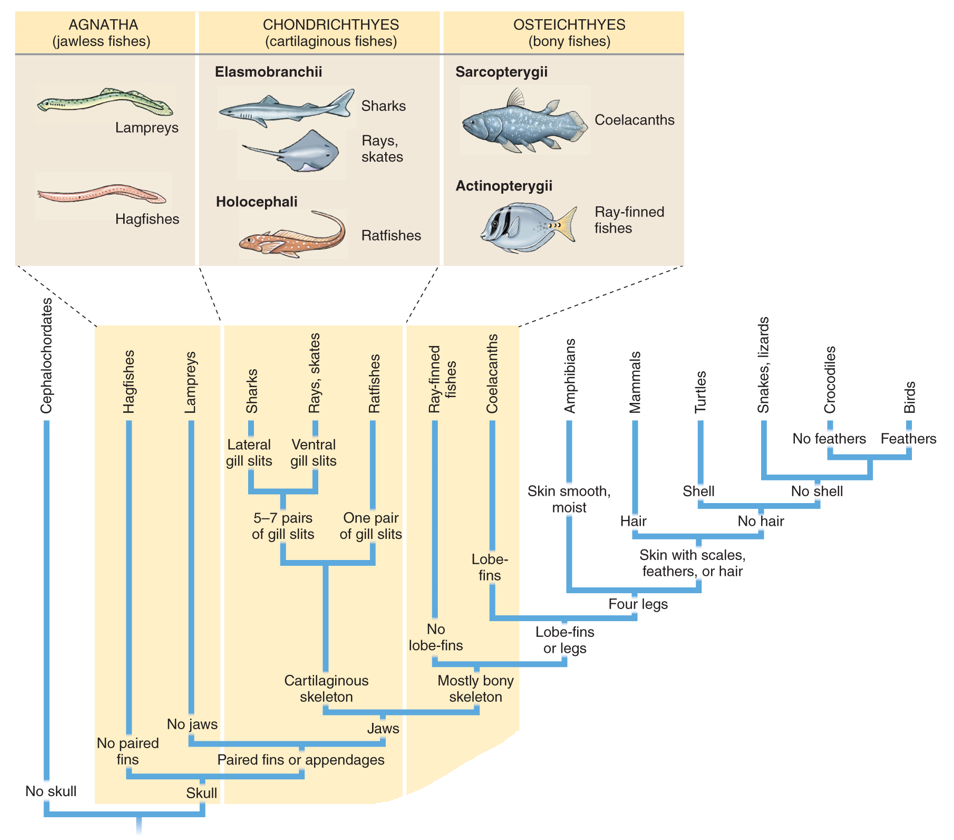 AGNATHA
(jawless fishes)
CHONDRICHTHYES
(cartilaginous fishes)
OSTEICHTHYES
(bony fishes)
Lampreys
Hagfishes
Elasmobranchii
Sharks
Rays,
skates
Holocephali
Ratfishes
Sarcopterygii
Coelacanths
Actinopterygii
Ray-finned
fishes
Cephalochordates
Hagfishes
Lampreys
Sharks
Rays, skates
Ratfishes
Ray-finned
fishes
Coelacanths
Amphibians
Mammals
Turtles
Snakes, lizards
Crocodiles
Birds
Lateral
gill slits
Ventral
gill slits
No feathers
Feathers
Skin smooth,
moist
Shell
No shell
5–7 pairs
of gill slits
One pair
of gill slits
Hair
No hair
Lobe-
fins
Skin with scales,
feathers, or hair
Four legs
No
lobe-fins
Lobe-fins
or legs
Cartilaginous
skeleton
Mostly bony
skeleton
No jaws
Jaws
No paired
fins
Paired fins or appendages
No skull
Skull